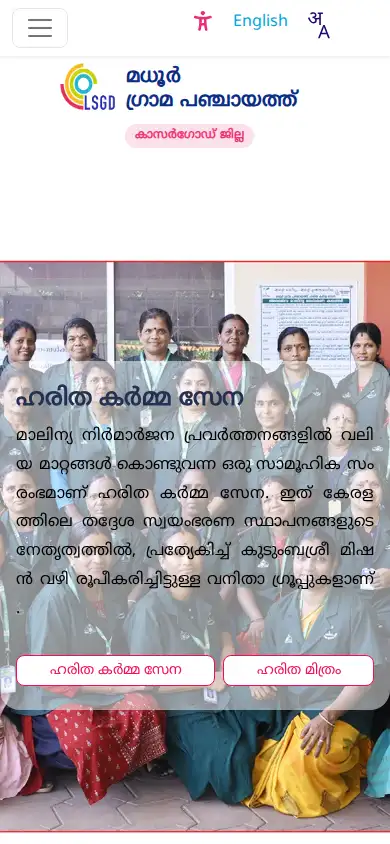 English
अ
A
LSGD
മധൂർ
ഗ്രാമ പഞ്ചായത്ത്
കാസർഗോഡ് ജില്ല
ഹരിത കർമ്മ സേന
മാലിന്യ നിർമാർജന പ്രവർത്തനങ്ങളിൽ വലി
യ മാറ്റങ്ങൾ കൊണ്ടുവന്ന ഒരു സാമൂഹിക സം
രംഭമാണ് ഹരിത കർമ്മ സേന. ഇത് കേരള
ത്തിലെ തദ്ദേശ സ്വയംഭരണ സ്ഥാപനങ്ങളുടെ
നേതൃത്വത്തിൽ, പ്രത്യേകിച്ച് കുടുംബശ്രീ മിഷ
ൻ വഴി രൂപീകരിച്ചിട്ടുള്ള വനിതാ ഗ്രൂപ്പുകളാണ്
.
ഹരിത കർമ്മ സേന
ഹരിത മിത്രം